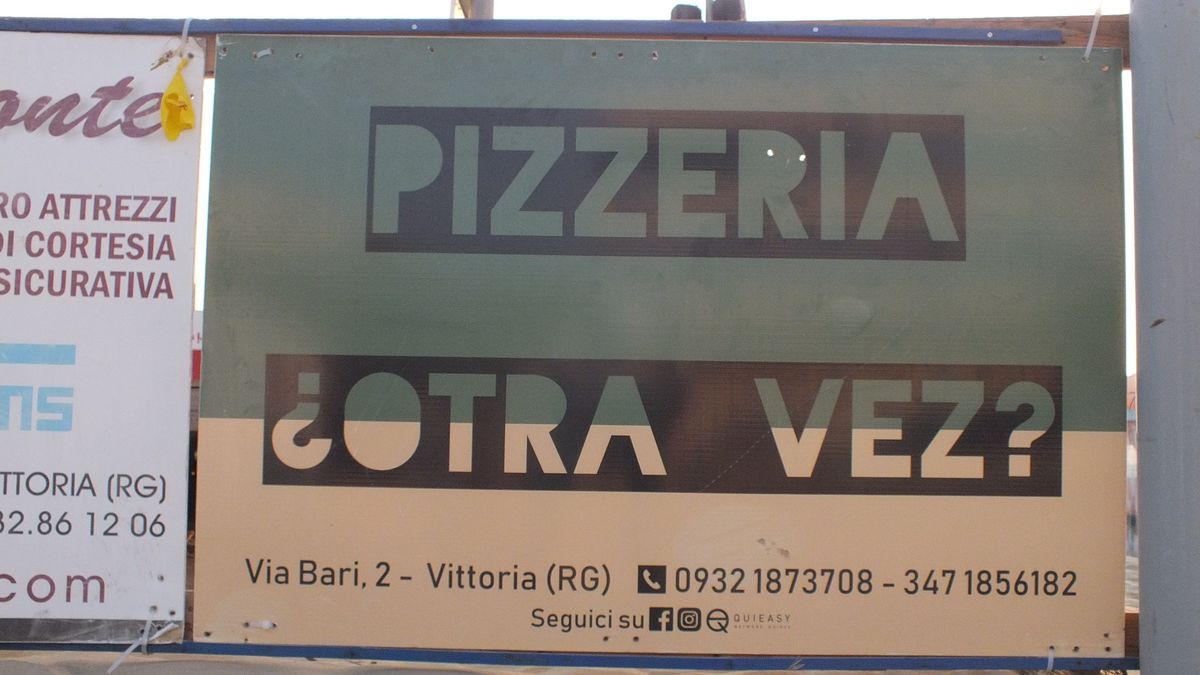 onte
RO ATTREZZI
DI CORTESIA
SICURATIVA
ns
TTORIA (RG)
32.86 12 06
com
PIZZERIA
¿OTRA VEZ?
Via Bari, 2 - Vittoria (RG) 0932 1873708 - 347 1856182
Seguici su QUIEASY